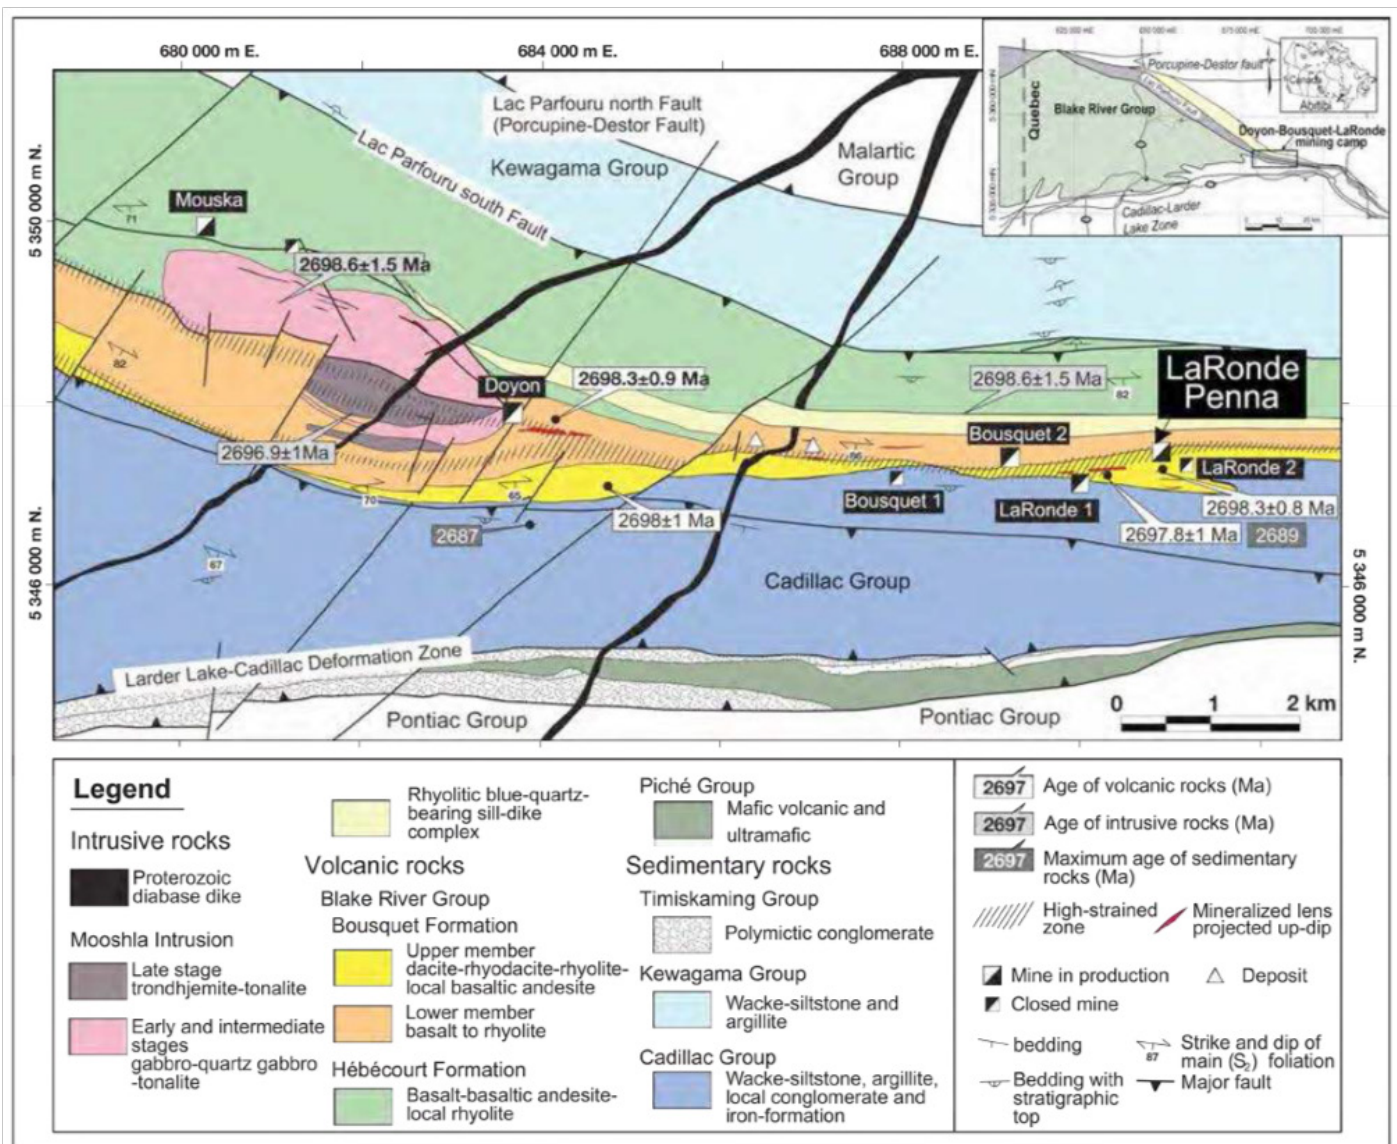 680 000 m E.
684 000 m E.
688 000 m E.
5 350 000 m N.
5 346 000 m N.
5 346 000 m N.
Lac Parfouru north Fault
(Porcupine-Destor Fault)
Kewagama Group
Malartic
Group
Lac Parfouru south Fault
Porcupine-Destor fault
Lac Parfouru Fault
Blake River Group
Quebec
Canada
Abitibi
Doyon-Bousquet-LaRonde
mining camp
Cadillac-Larder
Lake Zone
Mouska
71
2698.6±1.5 Ma
82
Doyon
2698.3±0.9 Ma
2698.6±1.5 Ma
82
LaRonde
Penna
Bousquet 2
2696.9±1Ma
70
65
66
LaRonde 2
Bousquet 1
LaRonde 1
2698±1 Ma
2698.3±0.8 Ma
2687
2697.8±1 Ma
2689
67
Cadillac Group
Larder Lake-Cadillac Deformation Zone
Pontiac Group
Pontiac Group
0 1 2 km
Legend
Intrusive rocks
Proterozoic
diabase dike
Mooshla Intrusion
Late stage
trondhjemite-tonalite
Early and intermediate
stages
gabbro-quartz gabbro
-tonalite
Rhyolitic blue-quartz-
bearing sill-dike
complex
Volcanic rocks
Blake River Group
Bousquet Formation
Upper member
dacite-rhyodacite-rhyolite-
local basaltic andesite
Lower member
basalt to rhyolite
Hébécourt Formation
Basalt-basaltic andesite-
local rhyolite
Piché Group
Mafic volcanic and
ultramafic
Sedimentary rocks
Timiskaming Group
Polymictic conglomerate
Kewagama Group
Wacke-siltstone and
argillite
Cadillac Group
Wacke-siltstone, argillite,
local conglomerate and
iron-formation
2697 Age of volcanic rocks (Ma)
2697 Age of intrusive rocks (Ma)
2697 Maximum age of sedimentary
rocks (Ma)
High-strained
zone
Mineralized lens
projected up-dip
Mine in production
Deposit
Closed mine
bedding
87
Strike and dip of
main (S2) foliation
Bedding with
stratigraphic
top
Major fault